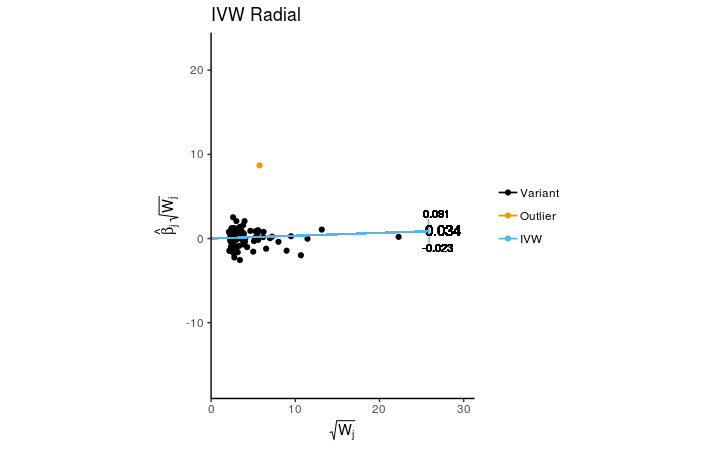 IVW Radial
20
10
0
-10
β̂j√Wj
0.091
0.034
-0.023
Variant
Outlier
IVW
0
10
20
30
√Wj